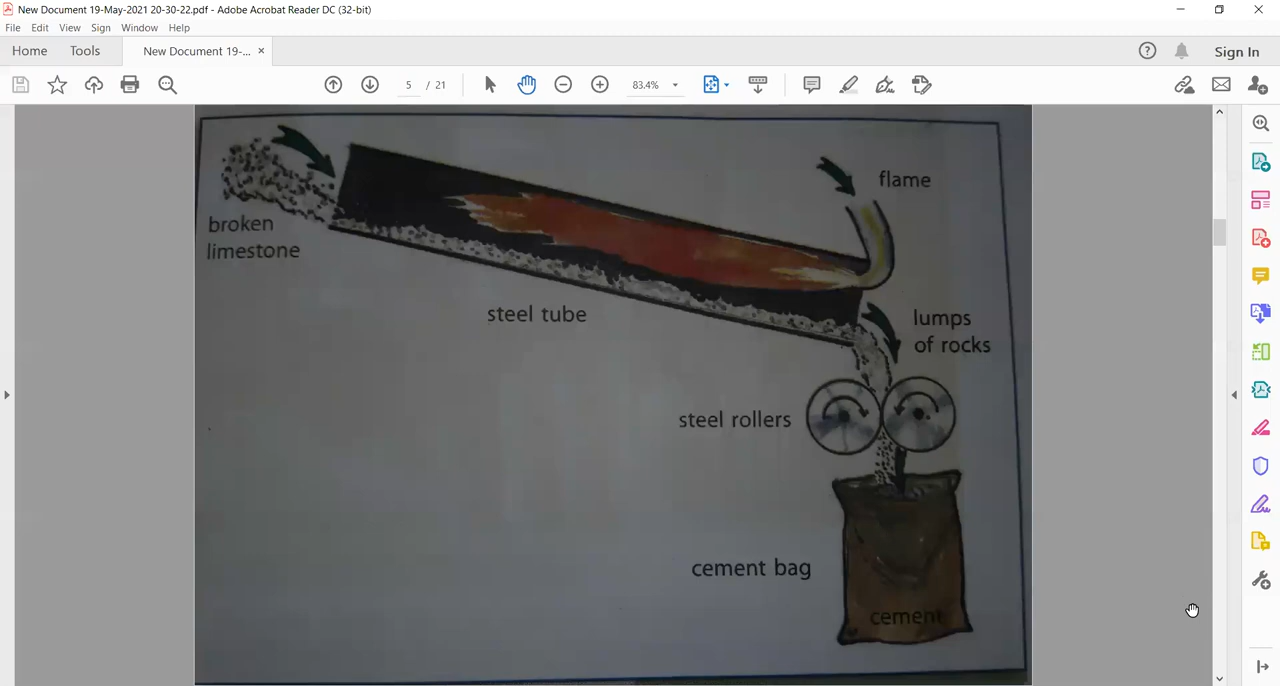 New Document 19-May-2021 20-30-22.pdf - Adobe Acrobat Reader DC (32-bit)
File Edit View Sign Window Help
Home Tools New Document 19-... × Sign In
5 / 21 83.4%
flame
broken
limestone
steel tube
lumps
of rocks
steel rollers
cement bag
cement